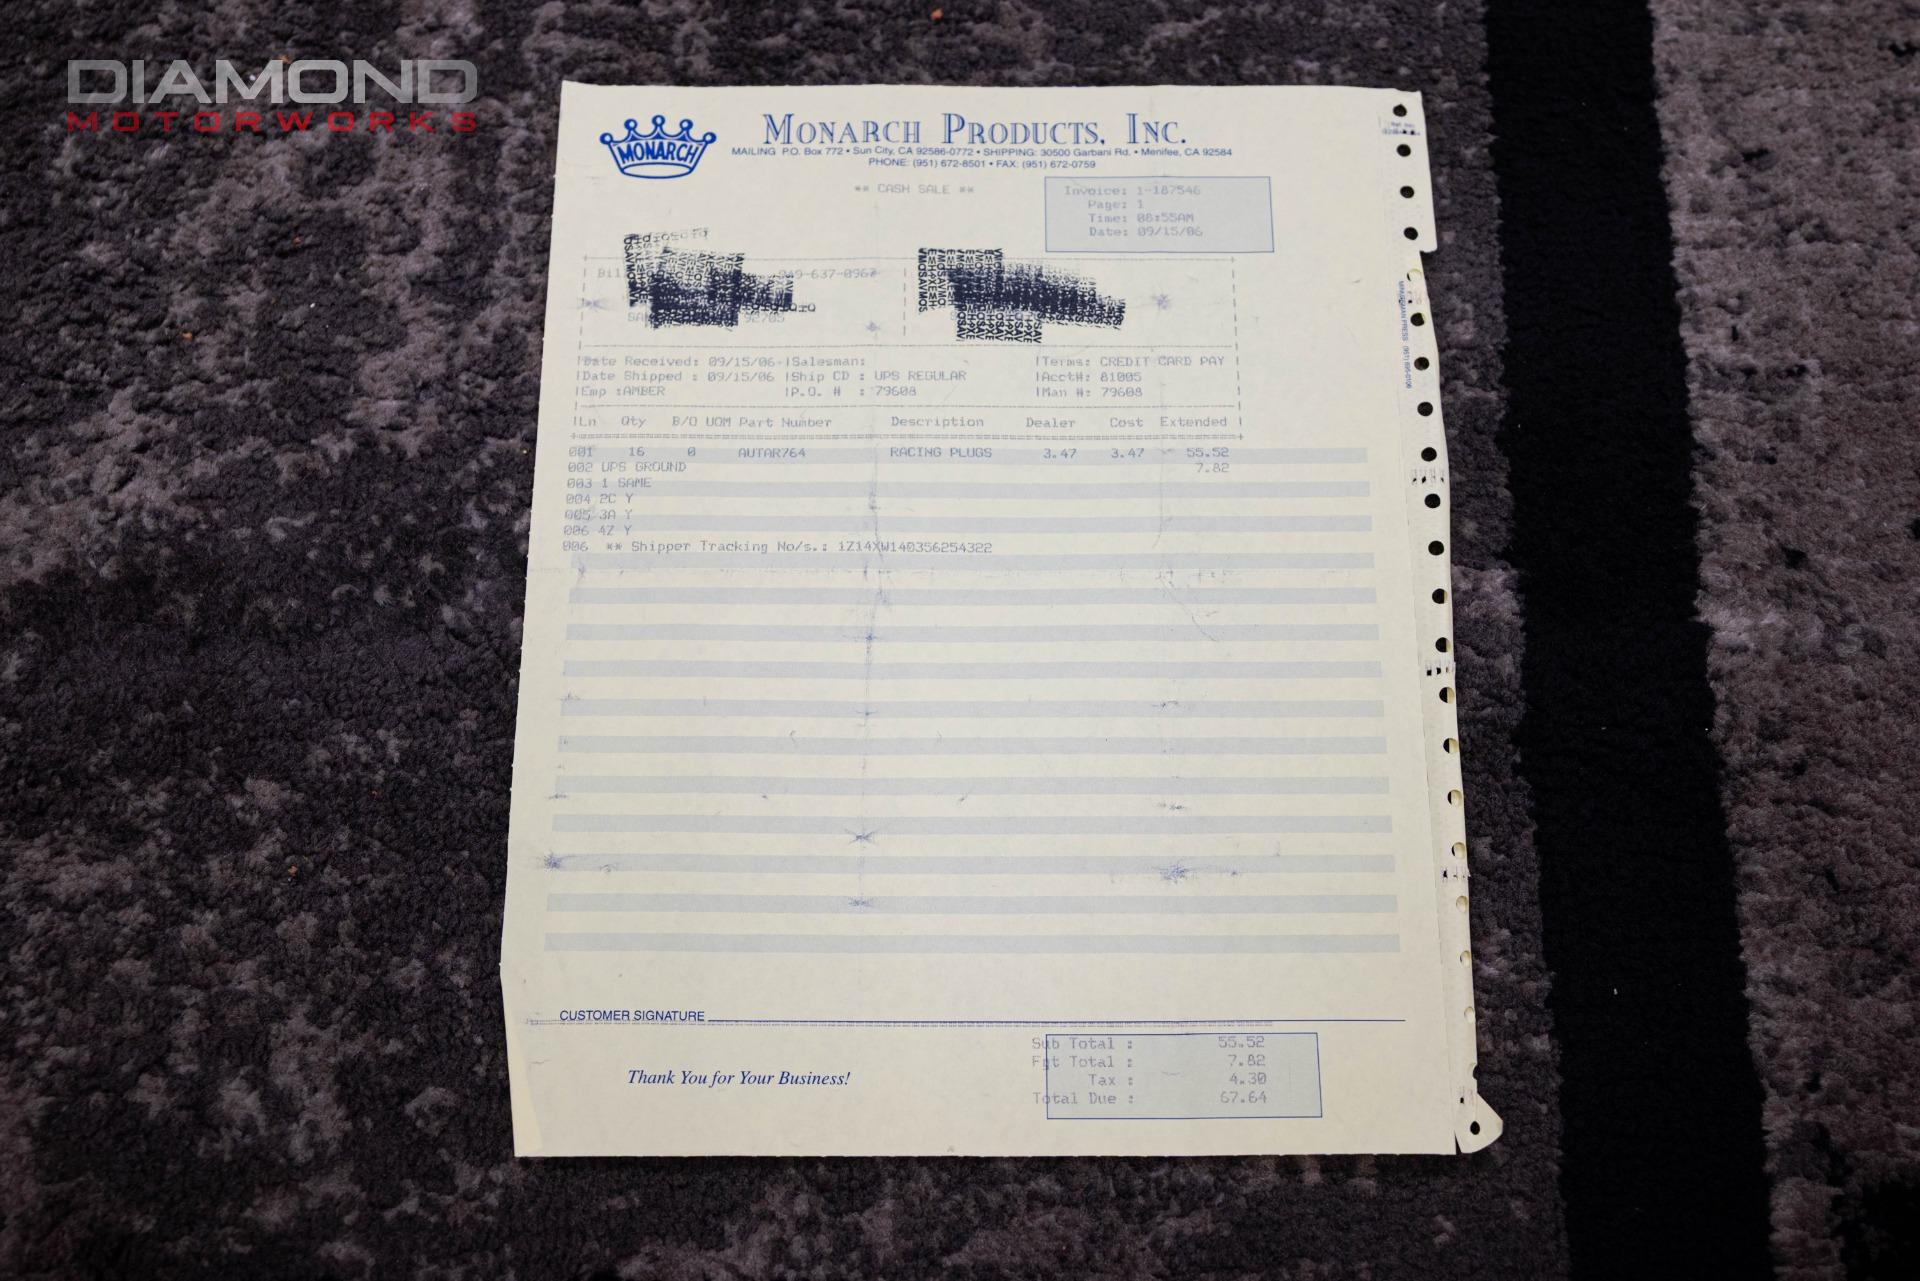 DIAMOND
MOTORWORKS
MONARCH
MONARCH PRODUCTS, INC.
MAILING P.O. Box 772 • Sun City, CA 92586-0772 • SHIPPING: 30500 Garbani Rd. • Menifee, CA 92584
PHONE: (951) 672-8501 • FAX: (951) 672-0759
** CASH SALE **
Invoice: 1-187546
Page: 1
Time: 08:55AM
Date: 09/15/06
Date Received: 09/15/06 Salesman: Terms: CREDIT CARD PAY
Date Shipped : 09/15/06 Ship CD : UPS REGULAR Acct#: 81005
Emp :AMBER P.O. # : 79608 Man #: 79608
Ln Qty B/O UOM Part Number Description Dealer Cost Extended
001 16 0 AUTAR764 RACING PLUGS 3.47 3.47 55.52
002 UPS GROUND 7.82
003 1 SAME
004 2C Y
005 3A Y
006 4Z Y
006 ** Shipper Tracking No/s.: 1Z14XW140356254322
CUSTOMER SIGNATURE
Thank You for Your Business!
Sub Total : 55.52
Fgt Total : 7.82
Tax : 4.30
Total Due : 67.64